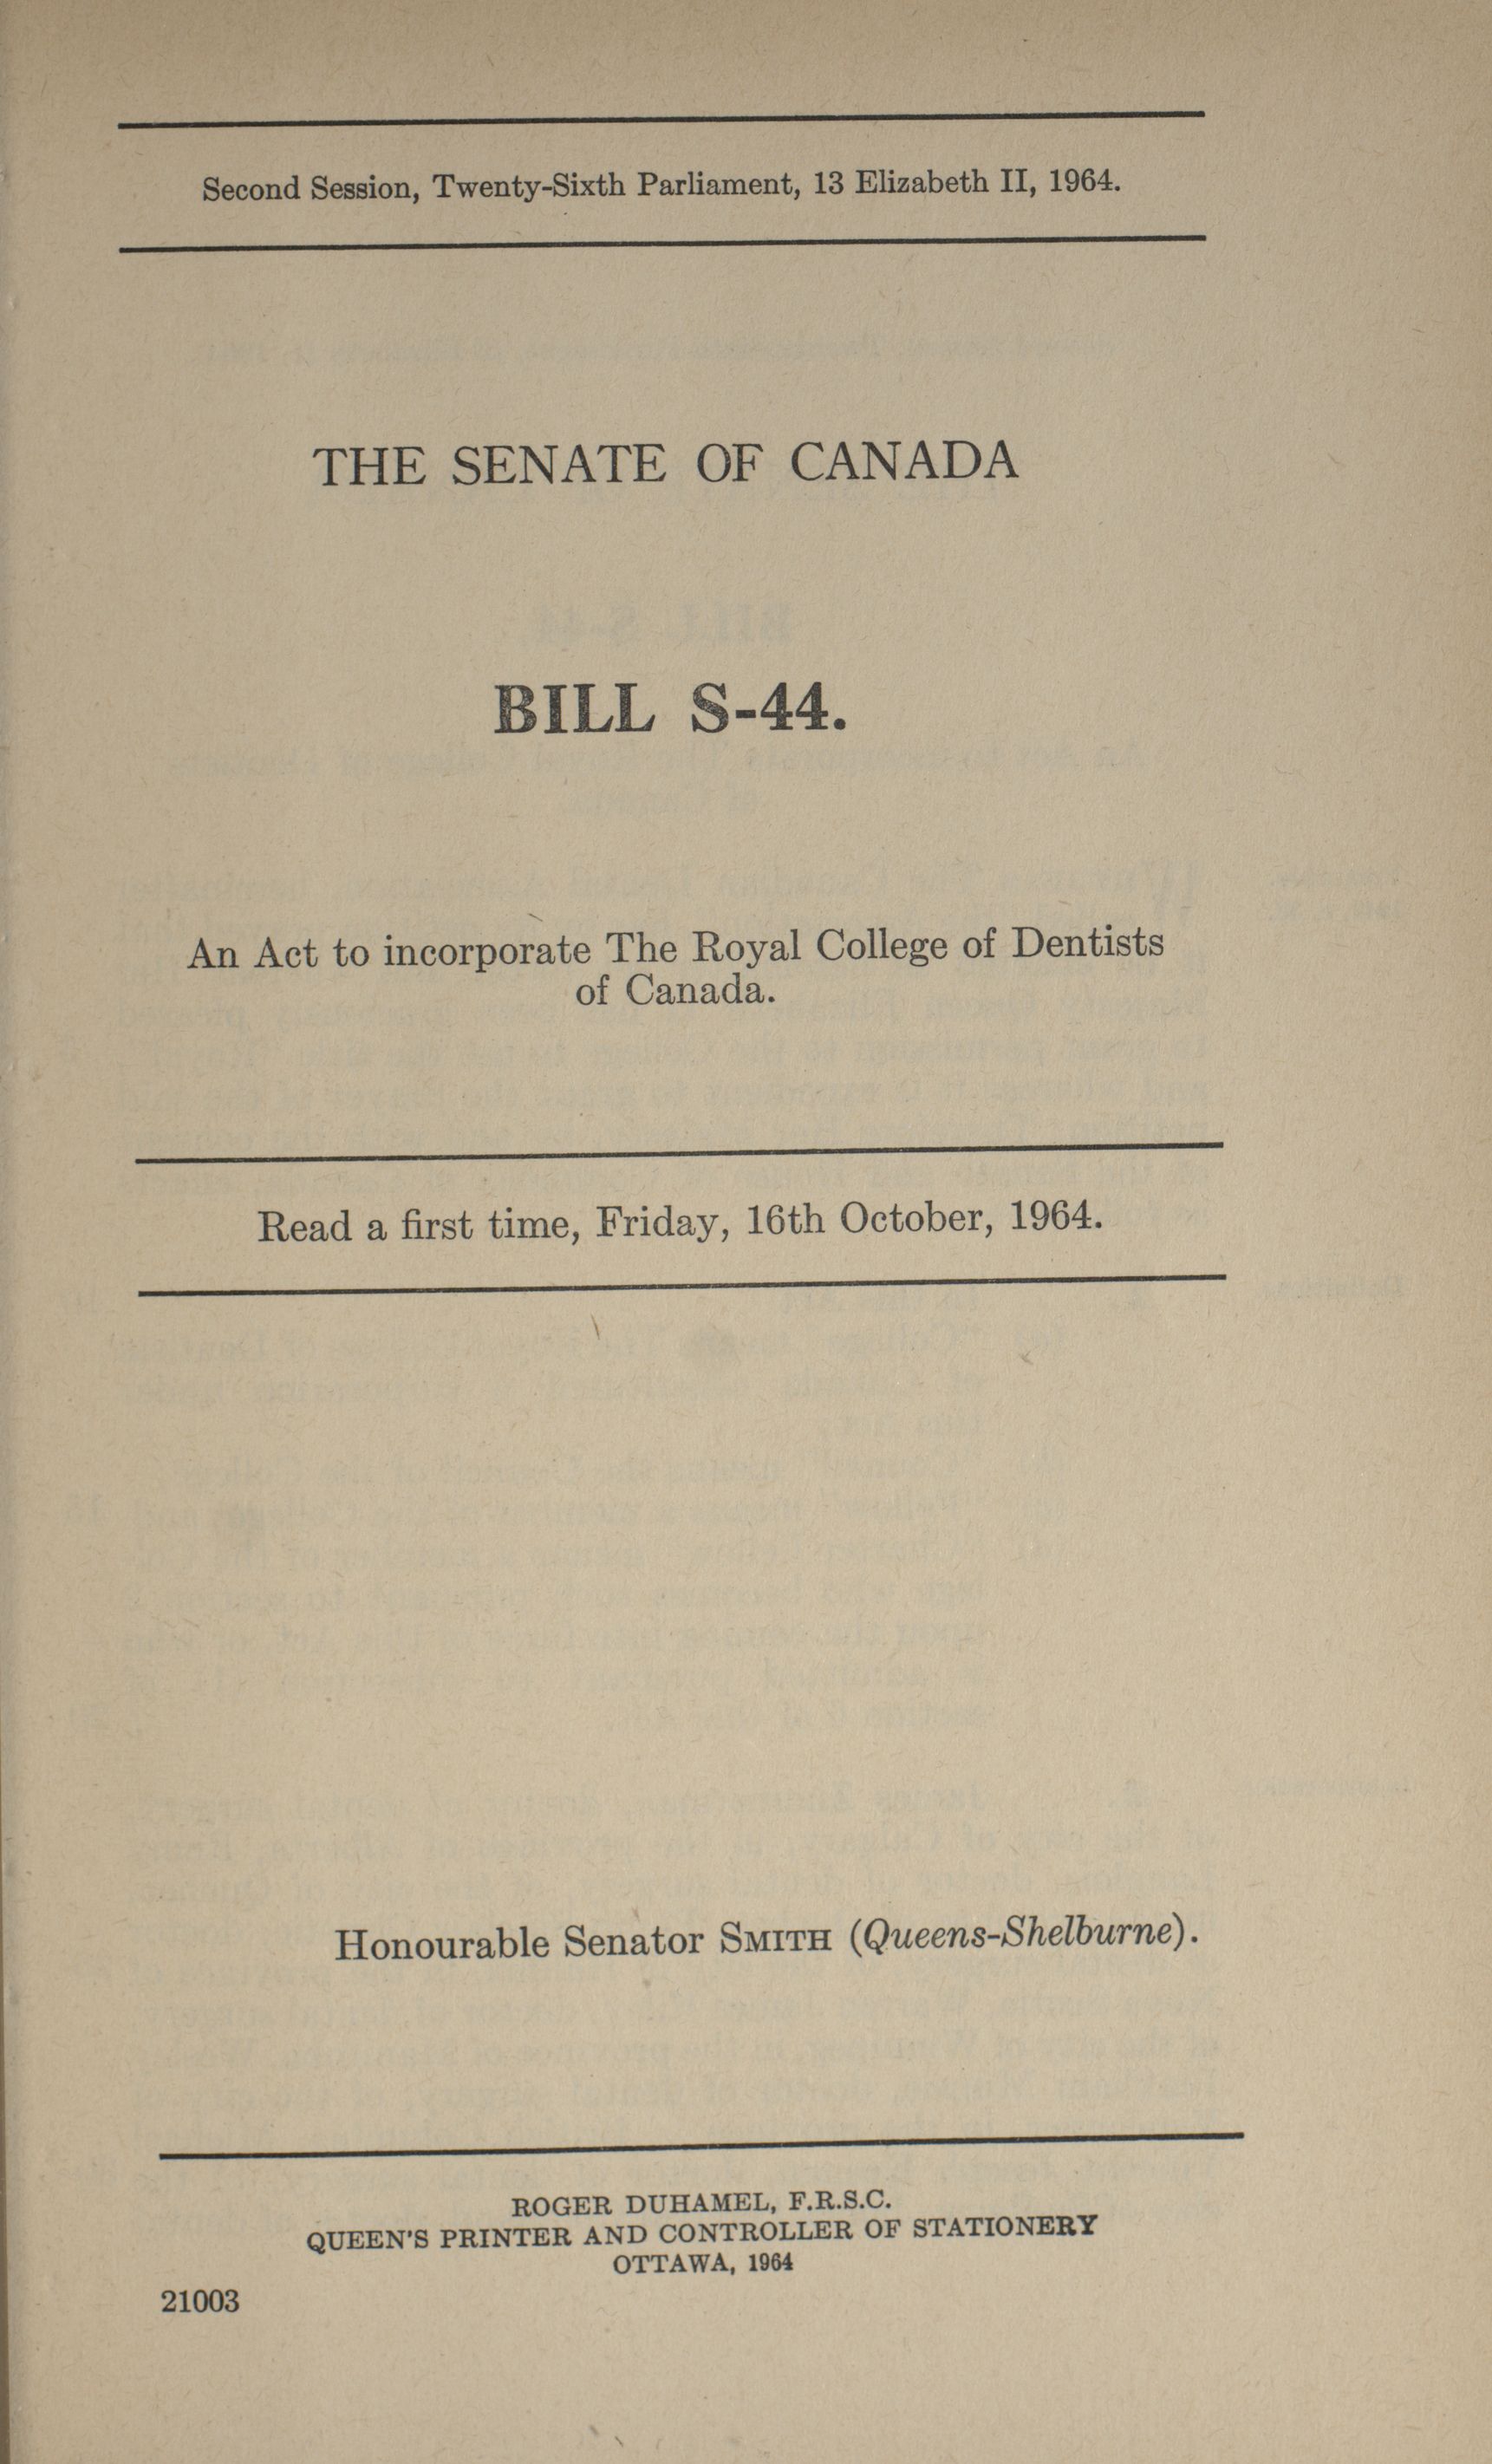 Second Session, Twenty-Sixth Parliament, 13 Elizabeth II, 1964.
THE SENATE OF CANADA
BILL S-44.
An Act to incorporate The Royal College of Dentists
of Canada.
Read a first time, Friday, 16th October, 1964.
Honourable Senator SMITH (Queens-Shelburne).
ROGER DUHAMEL, F.R.S.C.
QUEEN'S PRINTER AND CONTROLLER OF STATIONERY
OTTAWA, 1964
21003